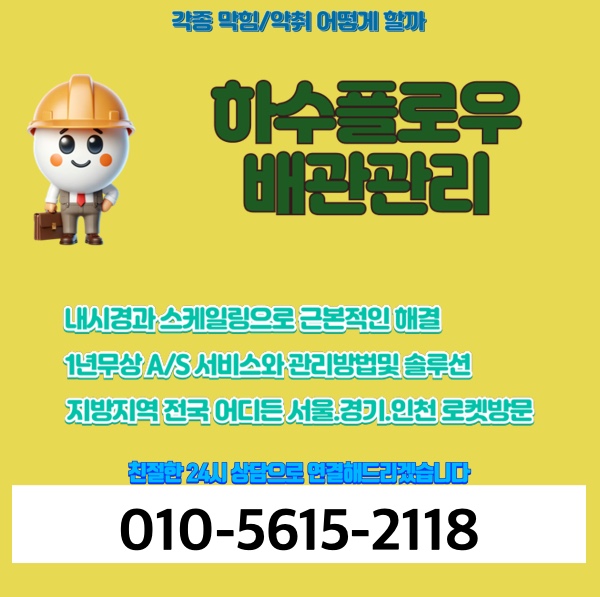 각종 막힘/악취 어떻게 할까
하수플로우
배관관리
내시경과 스케일링으로 근본적인 해결
1년무상 A/S 서비스와 관리방법및 솔루션
지방지역 전국 어디든 서울.경기.인천 로켓방문
친절한 24시 상담으로 연결해드리겠습니다
010-5615-2118